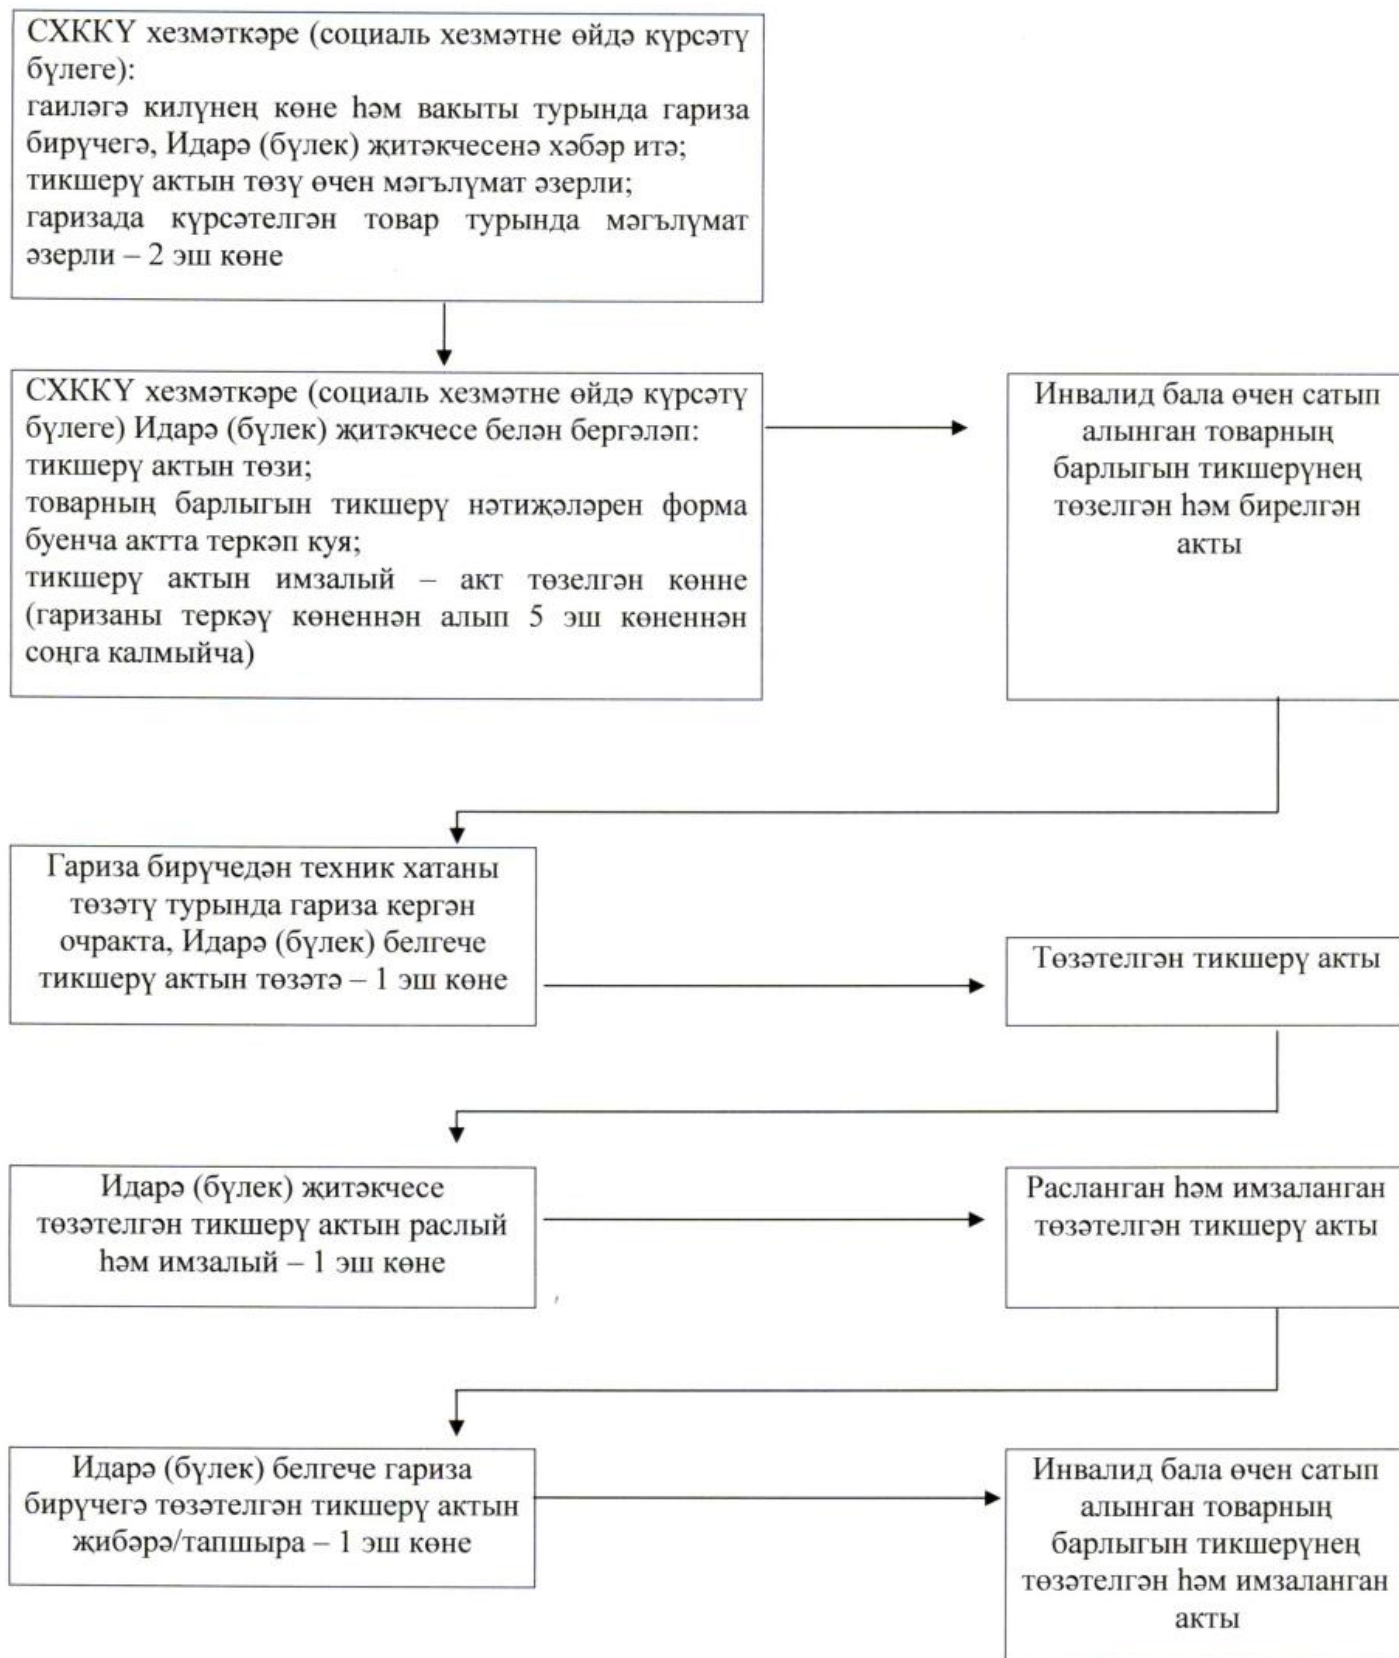 СХККҮ хезмәткәре (социаль хезмәтне өйдә күрсәтү
бүлеге):
гаиләгә килүнең көне һәм вакыты турында гариза
бирүчегә, Идарә (бүлек) җитәкчесенә хәбәр итә;
тикшерү актын төзү өчен мәгълүмат әзерли;
гаризада күрсәтелгән товар турында мәгълүмат
әзерли – 2 эш көне
СХККҮ хезмәткәре (социаль хезмәтне өйдә күрсәтү
бүлеге) Идарә (бүлек) җитәкчесе белән бергәләп:
тикшерү актын төзи;
товарның барлыгын тикшерү нәтиҗәләрен форма
буенча актта теркәп куя;
тикшерү актын имзалый – акт төзелгән көнне
(гаризаны теркәү көненнән алып 5 эш көненнән
соңга калмыйча)
Инвалид бала өчен сатып
алынган товарның
барлыгын тикшерүнең
төзелгән һәм бирелгән
акты
Гариза бирүчедән техник хатаны
төзәтү турында гариза кергән
очракта, Идарә (бүлек) белгече
тикшерү актын төзәтә – 1 эш көне
Төзәтелгән тикшерү акты
Идарә (бүлек) җитәкчесе
төзәтелгән тикшерү актын раслый
һәм имзалый – 1 эш көне
Расланган һәм имзаланган
төзәтелгән тикшерү акты
Идарә (бүлек) белгече гариза
бирүчегә төзәтелгән тикшерү актын
җибәрә/тапшыра – 1 эш көне
Инвалид бала өчен сатып
алынган товарның
барлыгын тикшерүнең
төзәтелгән һәм имзаланган
акты